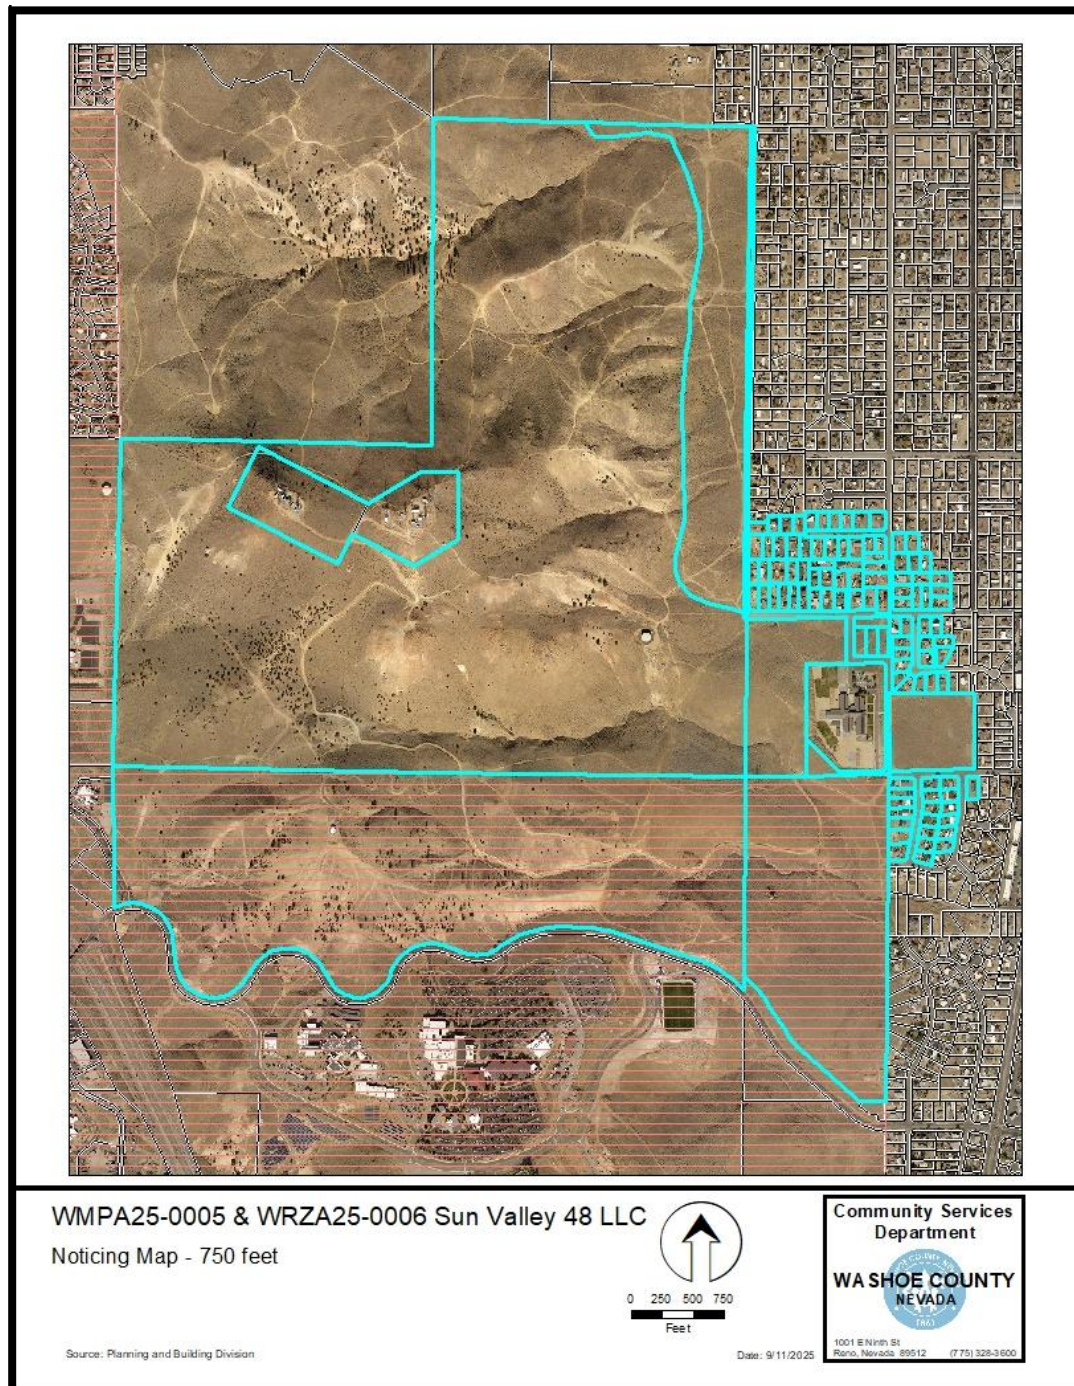 WMPA25-0005 & WRZA25-0006 Sun Valley 48 LLC
Noticing Map - 750 feet
0 250 500 750
Feet
Source: Planning and Building Division
Date: 9/11/2025
Community Services
Department
WASHOE COUNTY
NEVADA
1861
1001 E Ninth St
Reno, Nevada 89512 (775) 328-3600